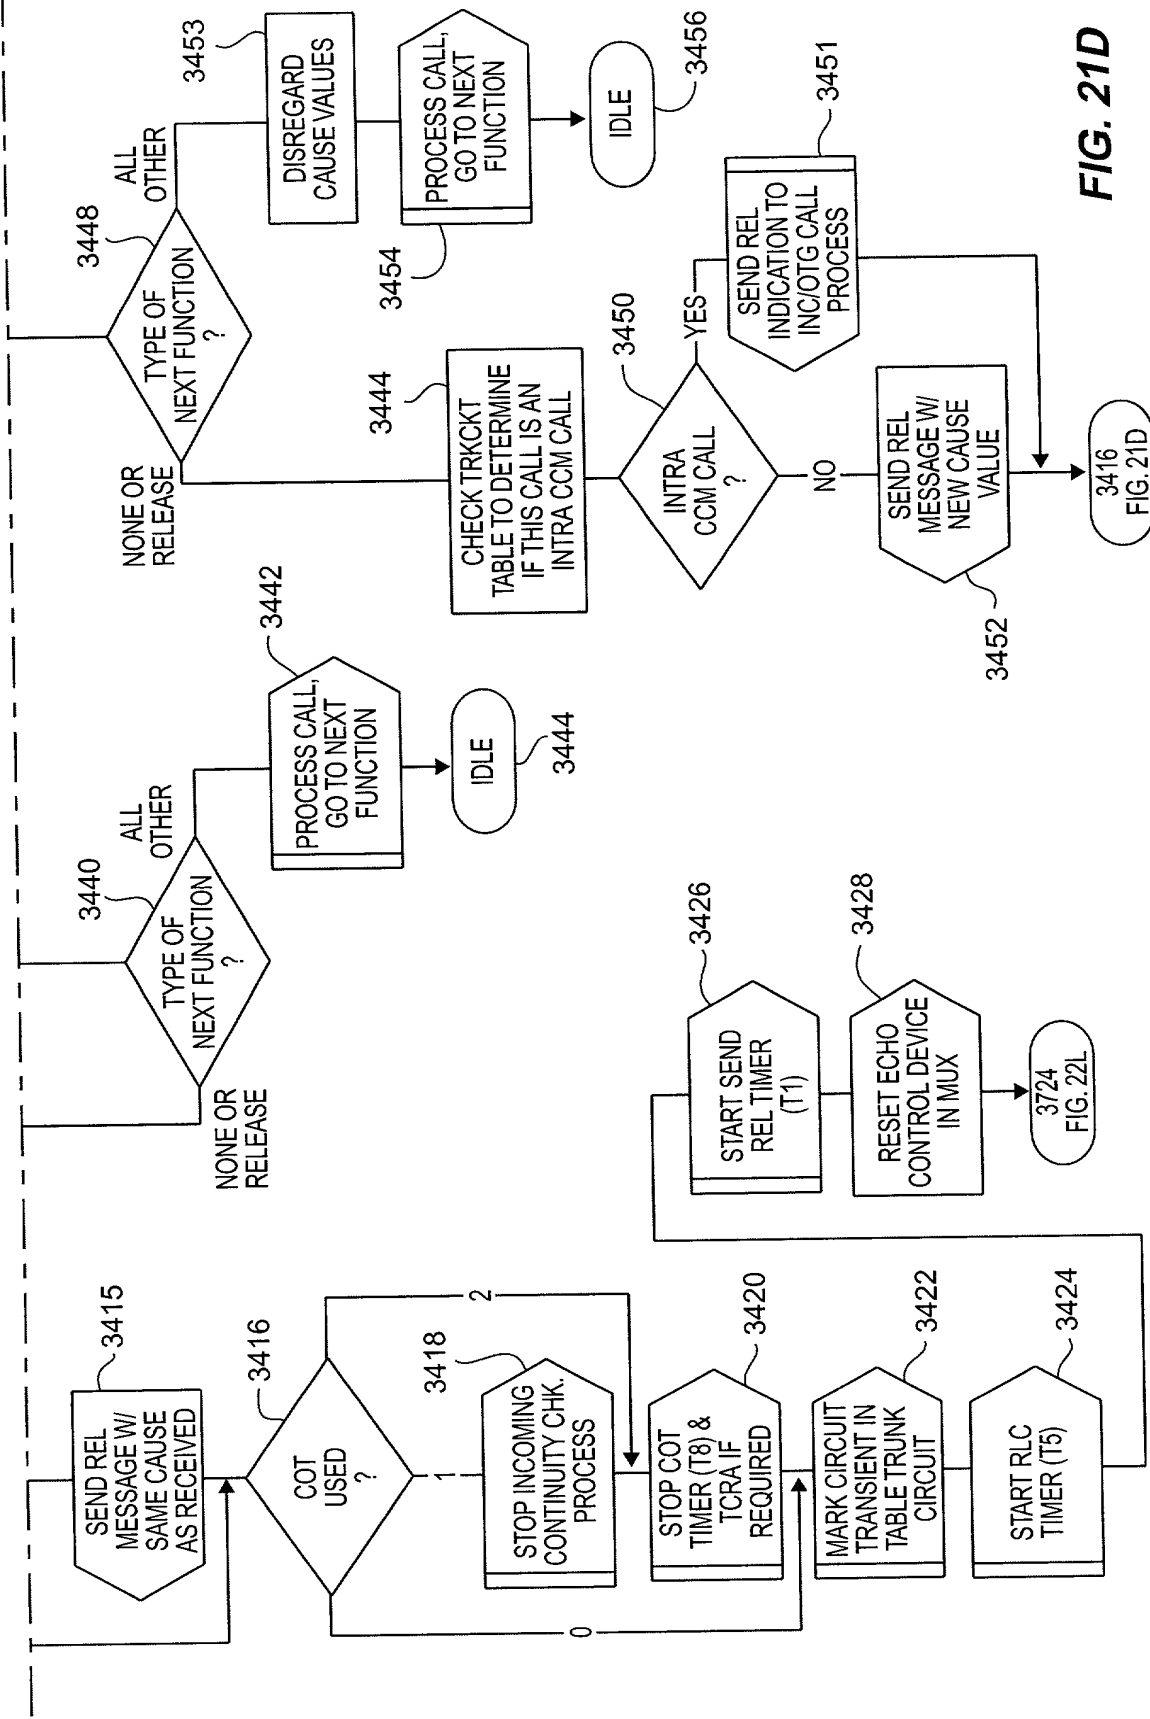 SEND REL
MESSAGE W/
SAME CAUSE
AS RECEIVED
3415
COT
USED
?
3416
0
1
2
STOP INCOMING
CONTINUITY CHK.
PROCESS
3418
STOP COT
TIMER (T8) &
TCRA IF
REQUIRED
3420
MARK CIRCUIT
TRANSIENT IN
TABLE TRUNK
CIRCUIT
3422
START RLC
TIMER (T5)
3424
START SEND
REL TIMER
(T1)
3426
RESET ECHO
CONTROL DEVICE
IN MUX
3428
3724
FIG. 22L
TYPE OF
NEXT FUNCTION
?
3440
NONE OR
RELEASE
ALL
OTHER
PROCESS CALL,
GO TO NEXT
FUNCTION
3442
IDLE
3444
TYPE OF
NEXT FUNCTION
?
3448
NONE OR
RELEASE
ALL
OTHER
DISREGARD
CAUSE VALUES
3453
PROCESS CALL,
GO TO NEXT
FUNCTION
3454
IDLE
3456
CHECK TRKCKT
TABLE TO DETERMINE
IF THIS CALL IS AN
INTRA CCM CALL
3444
INTRA
CCM CALL
?
3450
YES
NO
SEND REL
INDICATION TO
INC/OTG CALL
PROCESS
3451
SEND REL
MESSAGE W/
NEW CAUSE
VALUE
3452
3416
FIG. 21D
FIG. 21D